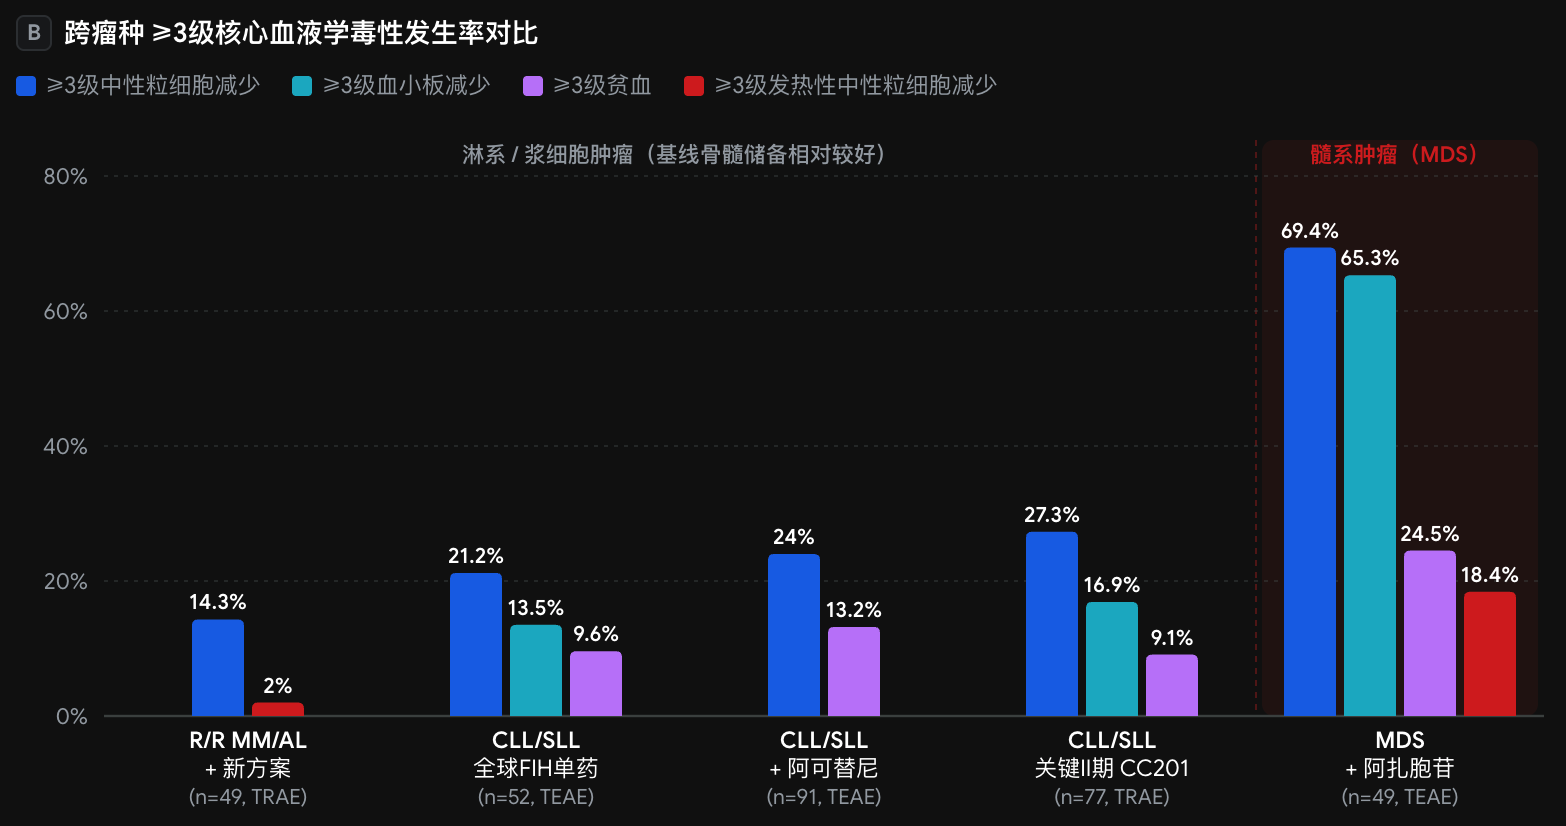 B 跨瘤种 ≥3级核心血液学毒性发生率对比
≥3级中性粒细胞减少 ≥3级血小板减少 ≥3级贫血 ≥3级发热性中性粒细胞减少
淋系 / 浆细胞肿瘤（基线骨髓储备相对较好）
髓系肿瘤（MDS）
80%
60%
40%
20%
0%
14.3%
2%
21.2%
13.5%
9.6%
24%
13.2%
27.3%
16.9%
9.1%
69.4%
65.3%
24.5%
18.4%
R/R MM/AL
+ 新方案
(n=49, TRAE)
CLL/SLL
全球FIH单药
(n=52, TEAE)
CLL/SLL
+ 阿可替尼
(n=91, TEAE)
CLL/SLL
关键II期 CC201
(n=77, TRAE)
MDS
+ 阿扎胞苷
(n=49, TEAE)